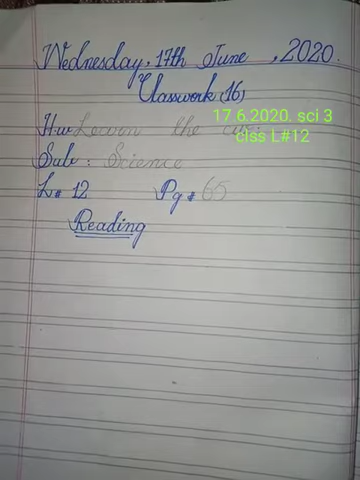 Wednesday, 17th June, 2020.
Classwork (16)
17.6.2020. sci 3
clss L#12
H.w Learn the c.w.
Sub: Science
L# 12 Pg # 65
Reading